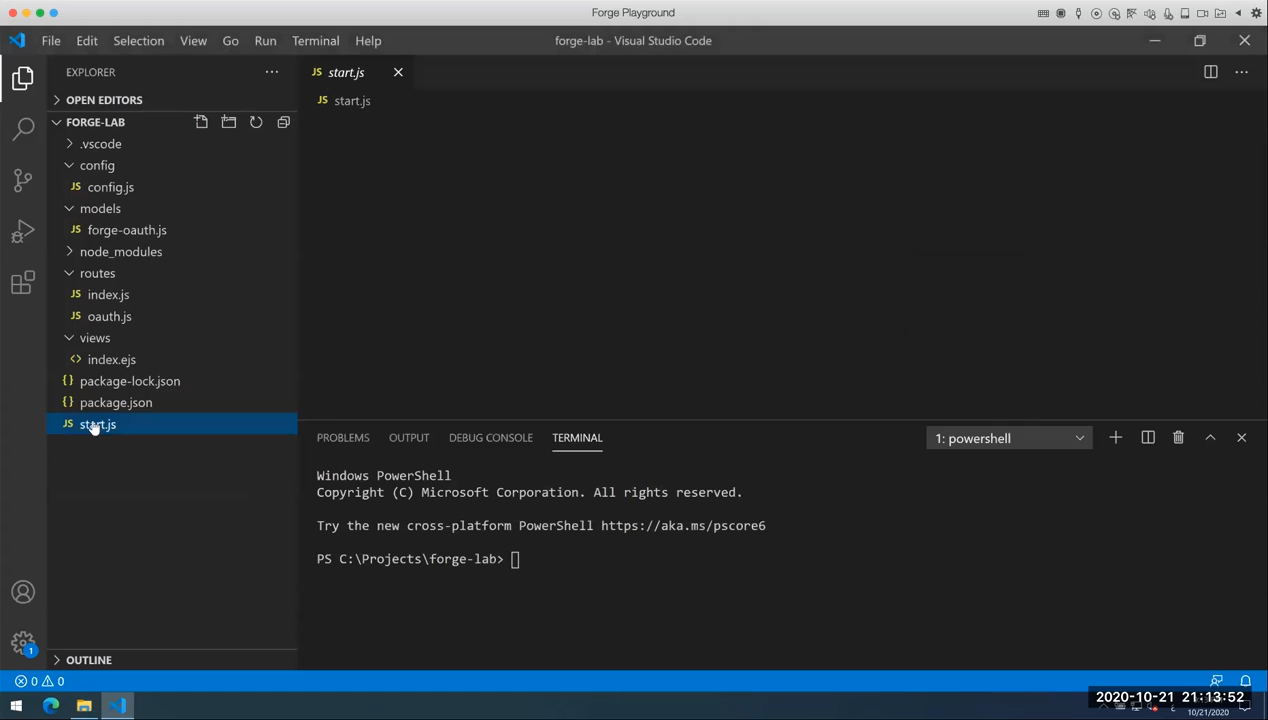 Forge Playground
File Edit Selection View Go Run Terminal Help
forge-lab - Visual Studio Code
EXPLORER
JS start.js
OPEN EDITORS
JS start.js
FORGE-LAB
.vscode
config
JS config.js
models
JS forge-oauth.js
node_modules
routes
JS index.js
JS oauth.js
views
<> index.ejs
{} package-lock.json
{} package.json
JS start.js
PROBLEMS OUTPUT DEBUG CONSOLE TERMINAL
1: powershell
Windows PowerShell
Copyright (C) Microsoft Corporation. All rights reserved.
Try the new cross-platform PowerShell https://aka.ms/pscore6
PS C:\Projects\forge-lab>
1
OUTLINE
0 0
2020-10-21 21:13:52
10/21/2020